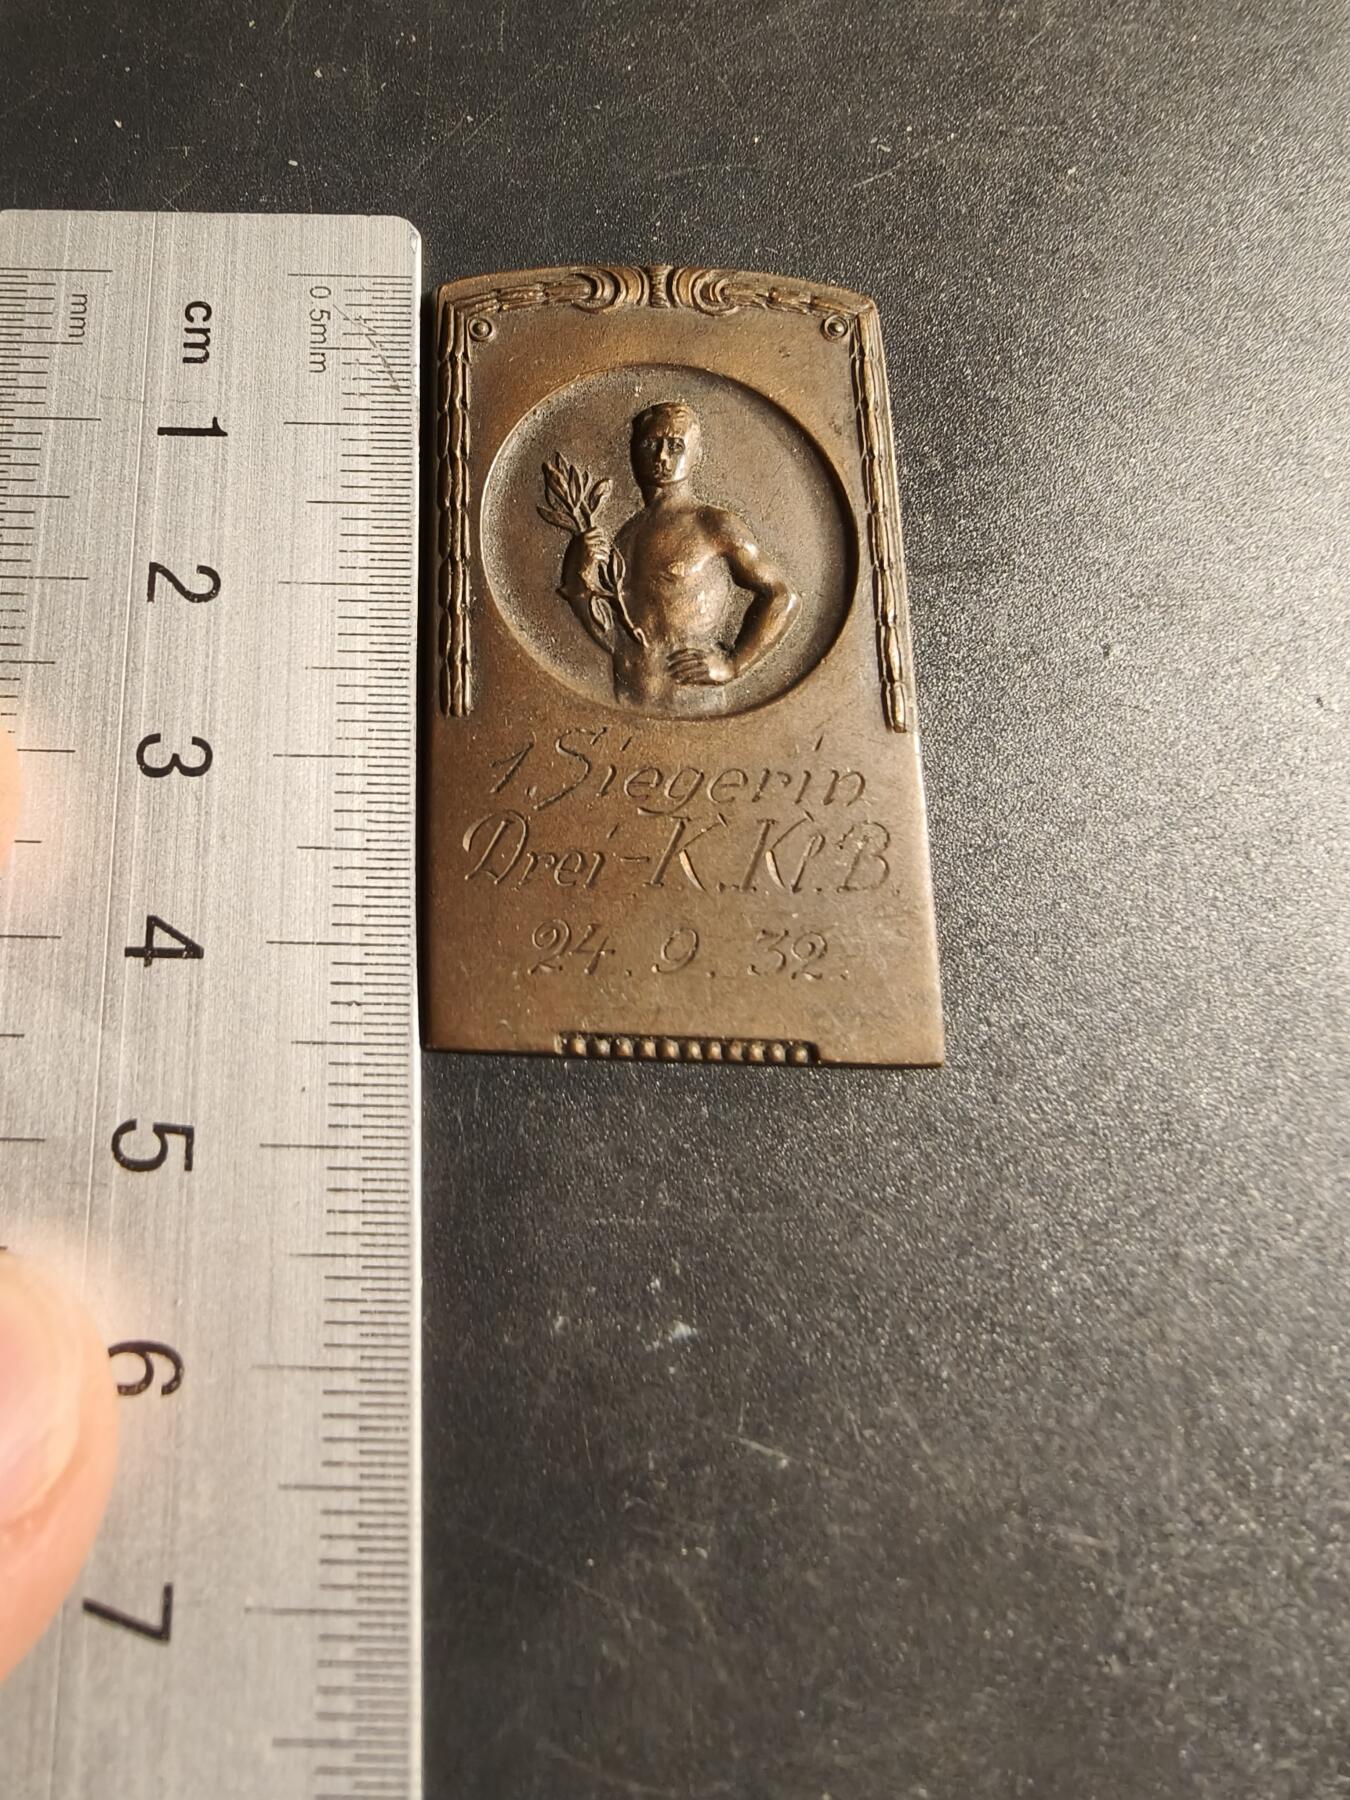 mm
cm
0.5mm
1
2
3
4
5
6
7
1. Siegerin
Drei-K. Kl. B.
24. 9. 32.